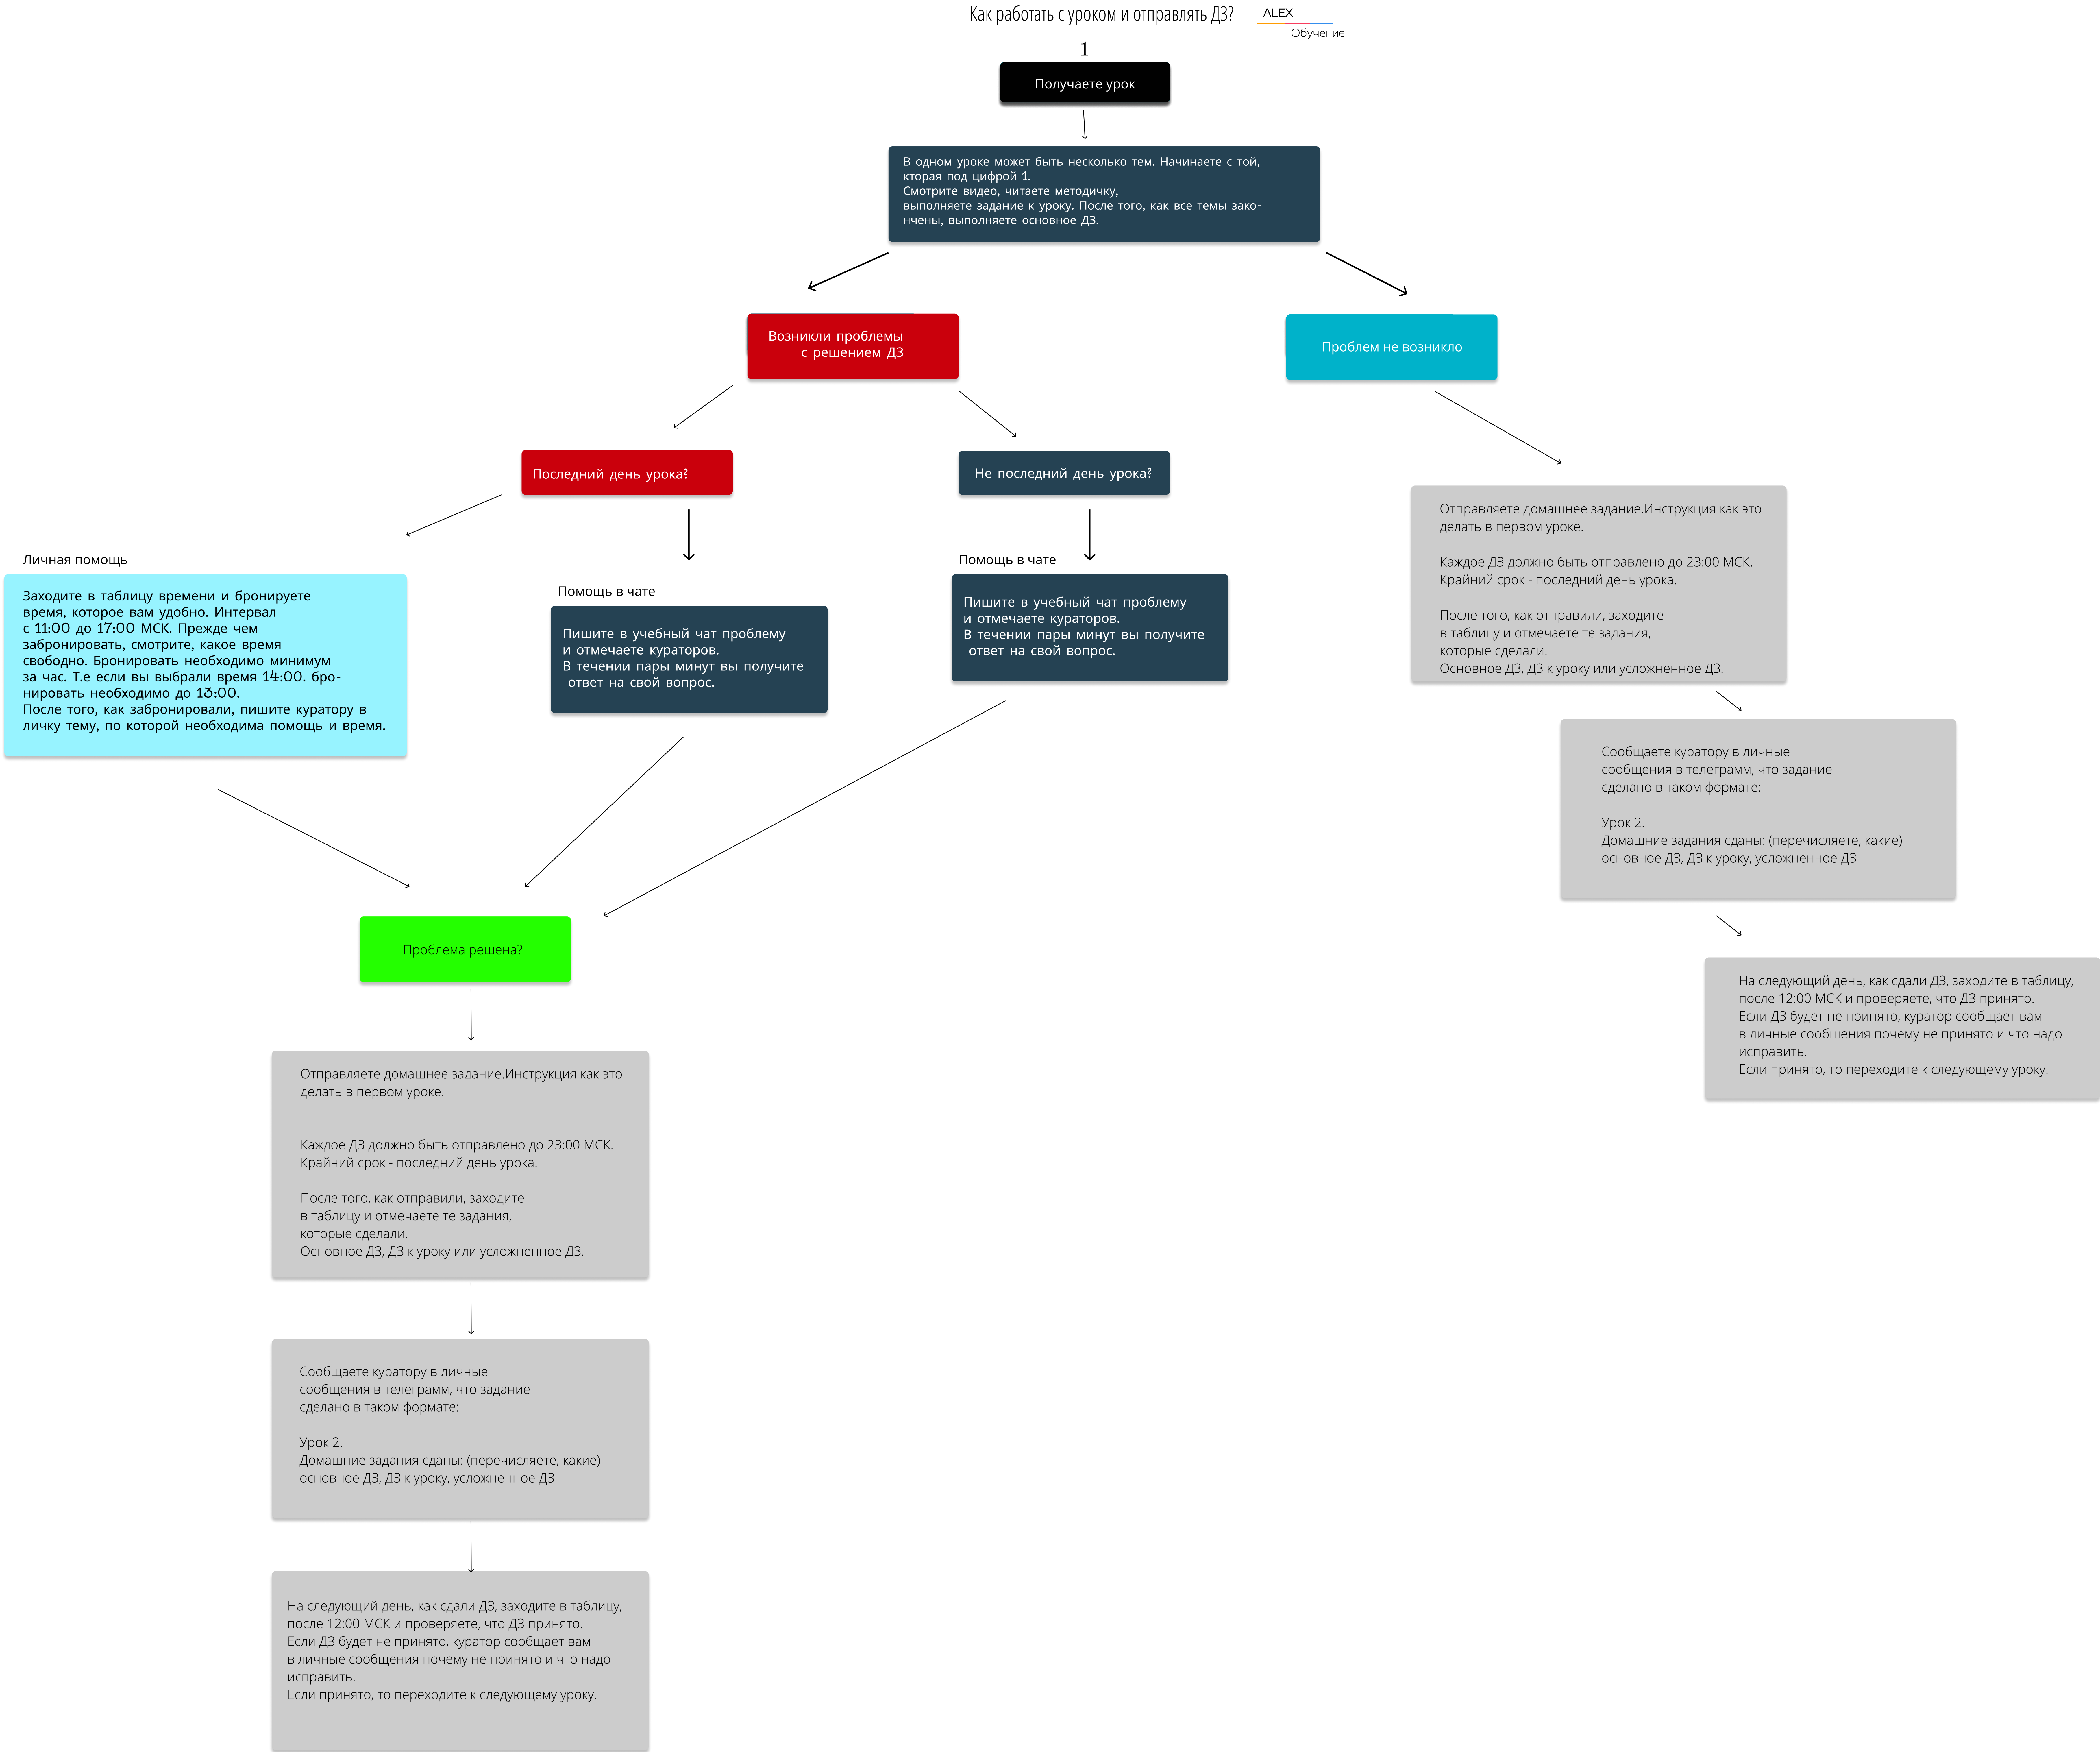 Как работать с уроком и отправлять ДЗ?
ALEX
Обучение
1
Получаете урок
В одном уроке может быть несколько тем. Начинаете с той,
кторая под цифрой 1.
Смотрите видео, читаете методичку,
выполняете задание к уроку. После того, как все темы зако-
нчены, выполняете основное ДЗ.
Возникли проблемы
с решением ДЗ
Проблем не возникло
Последний день урока?
Не последний день урока?
Личная помощь
Заходите в таблицу времени и бронируете
время, которое вам удобно. Интервал
с 11:00 до 17:00 МСК. Прежде чем
забронировать, смотрите, какое время
свободно. Бронировать необходимо минимум
за час. Т.е если вы выбрали время 14:00. бро-
нировать необходимо до 13:00.
После того, как забронировали, пишите куратору в
личку тему, по которой необходима помощь и время.
Помощь в чате
Пишите в учебный чат проблему
и отмечаете кураторов.
В течении пары минут вы получите
ответ на свой вопрос.
Помощь в чате
Пишите в учебный чат проблему
и отмечаете кураторов.
В течении пары минут вы получите
ответ на свой вопрос.
Отправляете домашнее задание.Инструкция как это
делать в первом уроке.
Каждое ДЗ должно быть отправлено до 23:00 МСК.
Крайний срок - последний день урока.
После того, как отправили, заходите
в таблицу и отмечаете те задания,
которые сделали.
Основное ДЗ, ДЗ к уроку или усложненное ДЗ.
Сообщаете куратору в личные
сообщения в телеграмм, что задание
сделано в таком формате:
Урок 2.
Домашние задания сданы: (перечисляете, какие)
основное ДЗ, ДЗ к уроку, усложненное ДЗ
На следующий день, как сдали ДЗ, заходите в таблицу,
после 12:00 МСК и проверяете, что ДЗ принято.
Если ДЗ будет не принято, куратор сообщает вам
в личные сообщения почему не принято и что надо
исправить.
Если принято, то переходите к следующему уроку.
Проблема решена?
Отправляете домашнее задание.Инструкция как это
делать в первом уроке.
Каждое ДЗ должно быть отправлено до 23:00 МСК.
Крайний срок - последний день урока.
После того, как отправили, заходите
в таблицу и отмечаете те задания,
которые сделали.
Основное ДЗ, ДЗ к уроку или усложненное ДЗ.
Сообщаете куратору в личные
сообщения в телеграмм, что задание
сделано в таком формате:
Урок 2.
Домашние задания сданы: (перечисляете, какие)
основное ДЗ, ДЗ к уроку, усложненное ДЗ
На следующий день, как сдали ДЗ, заходите в таблицу,
после 12:00 МСК и проверяете, что ДЗ принято.
Если ДЗ будет не принято, куратор сообщает вам
в личные сообщения почему не принято и что надо
исправить.
Если принято, то переходите к следующему уроку.